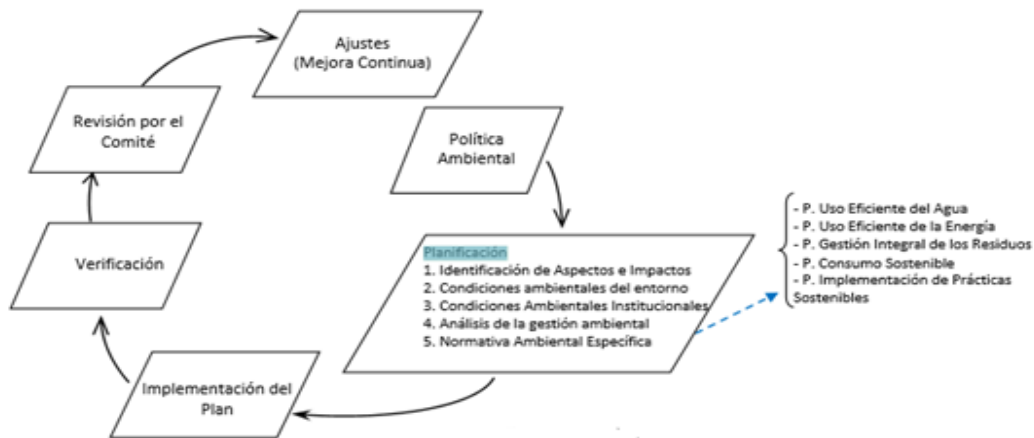 Ajustes
(Mejora Continua)
Política
Ambiental
Planificación
1. Identificación de Aspectos e Impactos
2. Condiciones ambientales del entorno
3. Condiciones Ambientales Institucionales
4. Análisis de la gestión ambiental
5. Normativa Ambiental Específica
- P. Uso Eficiente del Agua
- P. Uso Eficiente de la Energía
- P. Gestión Integral de los Residuos
- P. Consumo Sostenible
- P. Implementación de Prácticas
Sostenibles
Implementación del
Plan
Verificación
Revisión por el
Comité